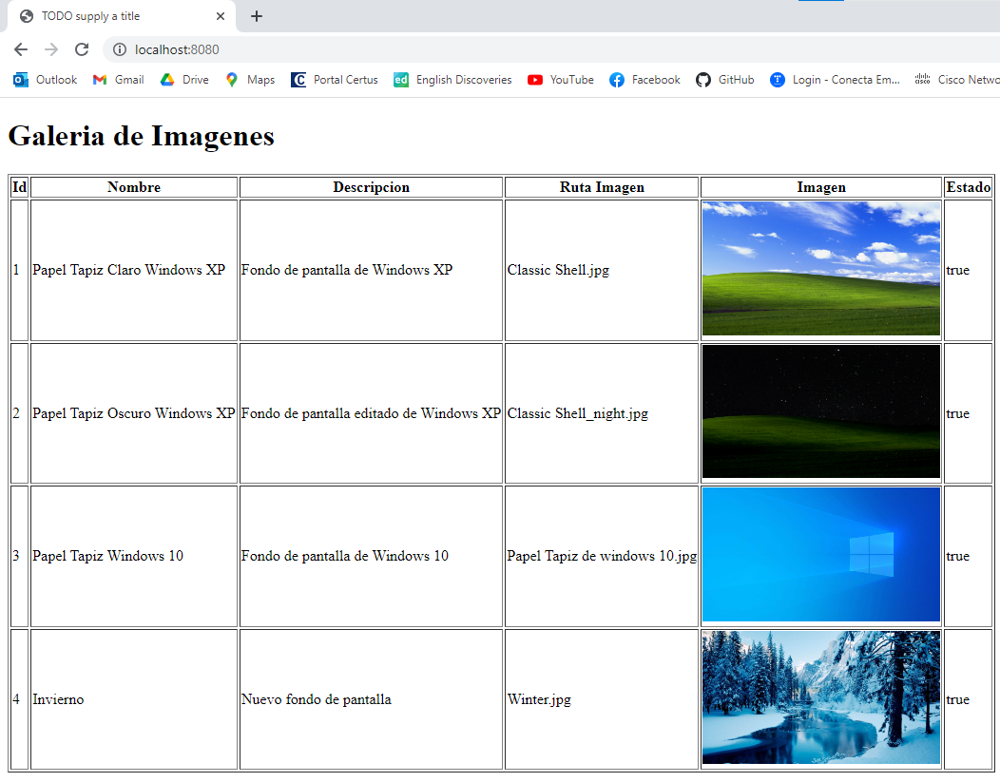 TODO supply a title
localhost:8080
Outlook Gmail Drive Maps Portal Certus ed English Discoveries YouTube Facebook GitHub Login - Conecta Em... cisco Cisco Netwo
Galeria de Imagenes
Id Nombre Descripcion Ruta Imagen Imagen Estado
1 Papel Tapiz Claro Windows XP Fondo de pantalla de Windows XP Classic Shell.jpg true
2 Papel Tapiz Oscuro Windows XP Fondo de pantalla editado de Windows XP Classic Shell_night.jpg true
3 Papel Tapiz Windows 10 Fondo de pantalla de Windows 10 Papel Tapiz de windows 10.jpg true
4 Invierno Nuevo fondo de pantalla Winter.jpg true